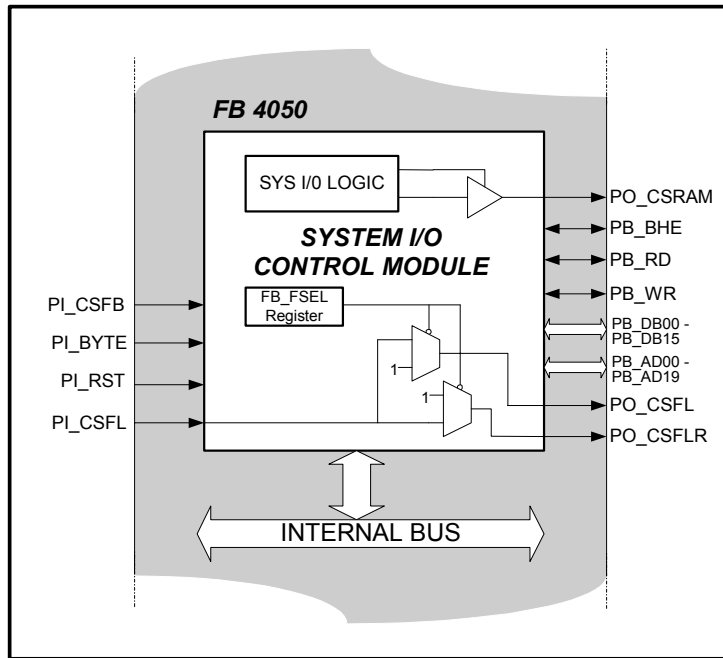 FB 4050
SYS I/0 LOGIC
SYSTEM I/O
CONTROL MODULE
FB_FSEL
Register
1
1
PI_CSFB
PI_BYTE
PI_RST
PI_CSFL
PO_CSRAM
PB_BHE
PB_RD
PB_WR
PB_DB00 -
PB_DB15
PB_AD00 -
PB_AD19
PO_CSFL
PO_CSFLR
INTERNAL BUS